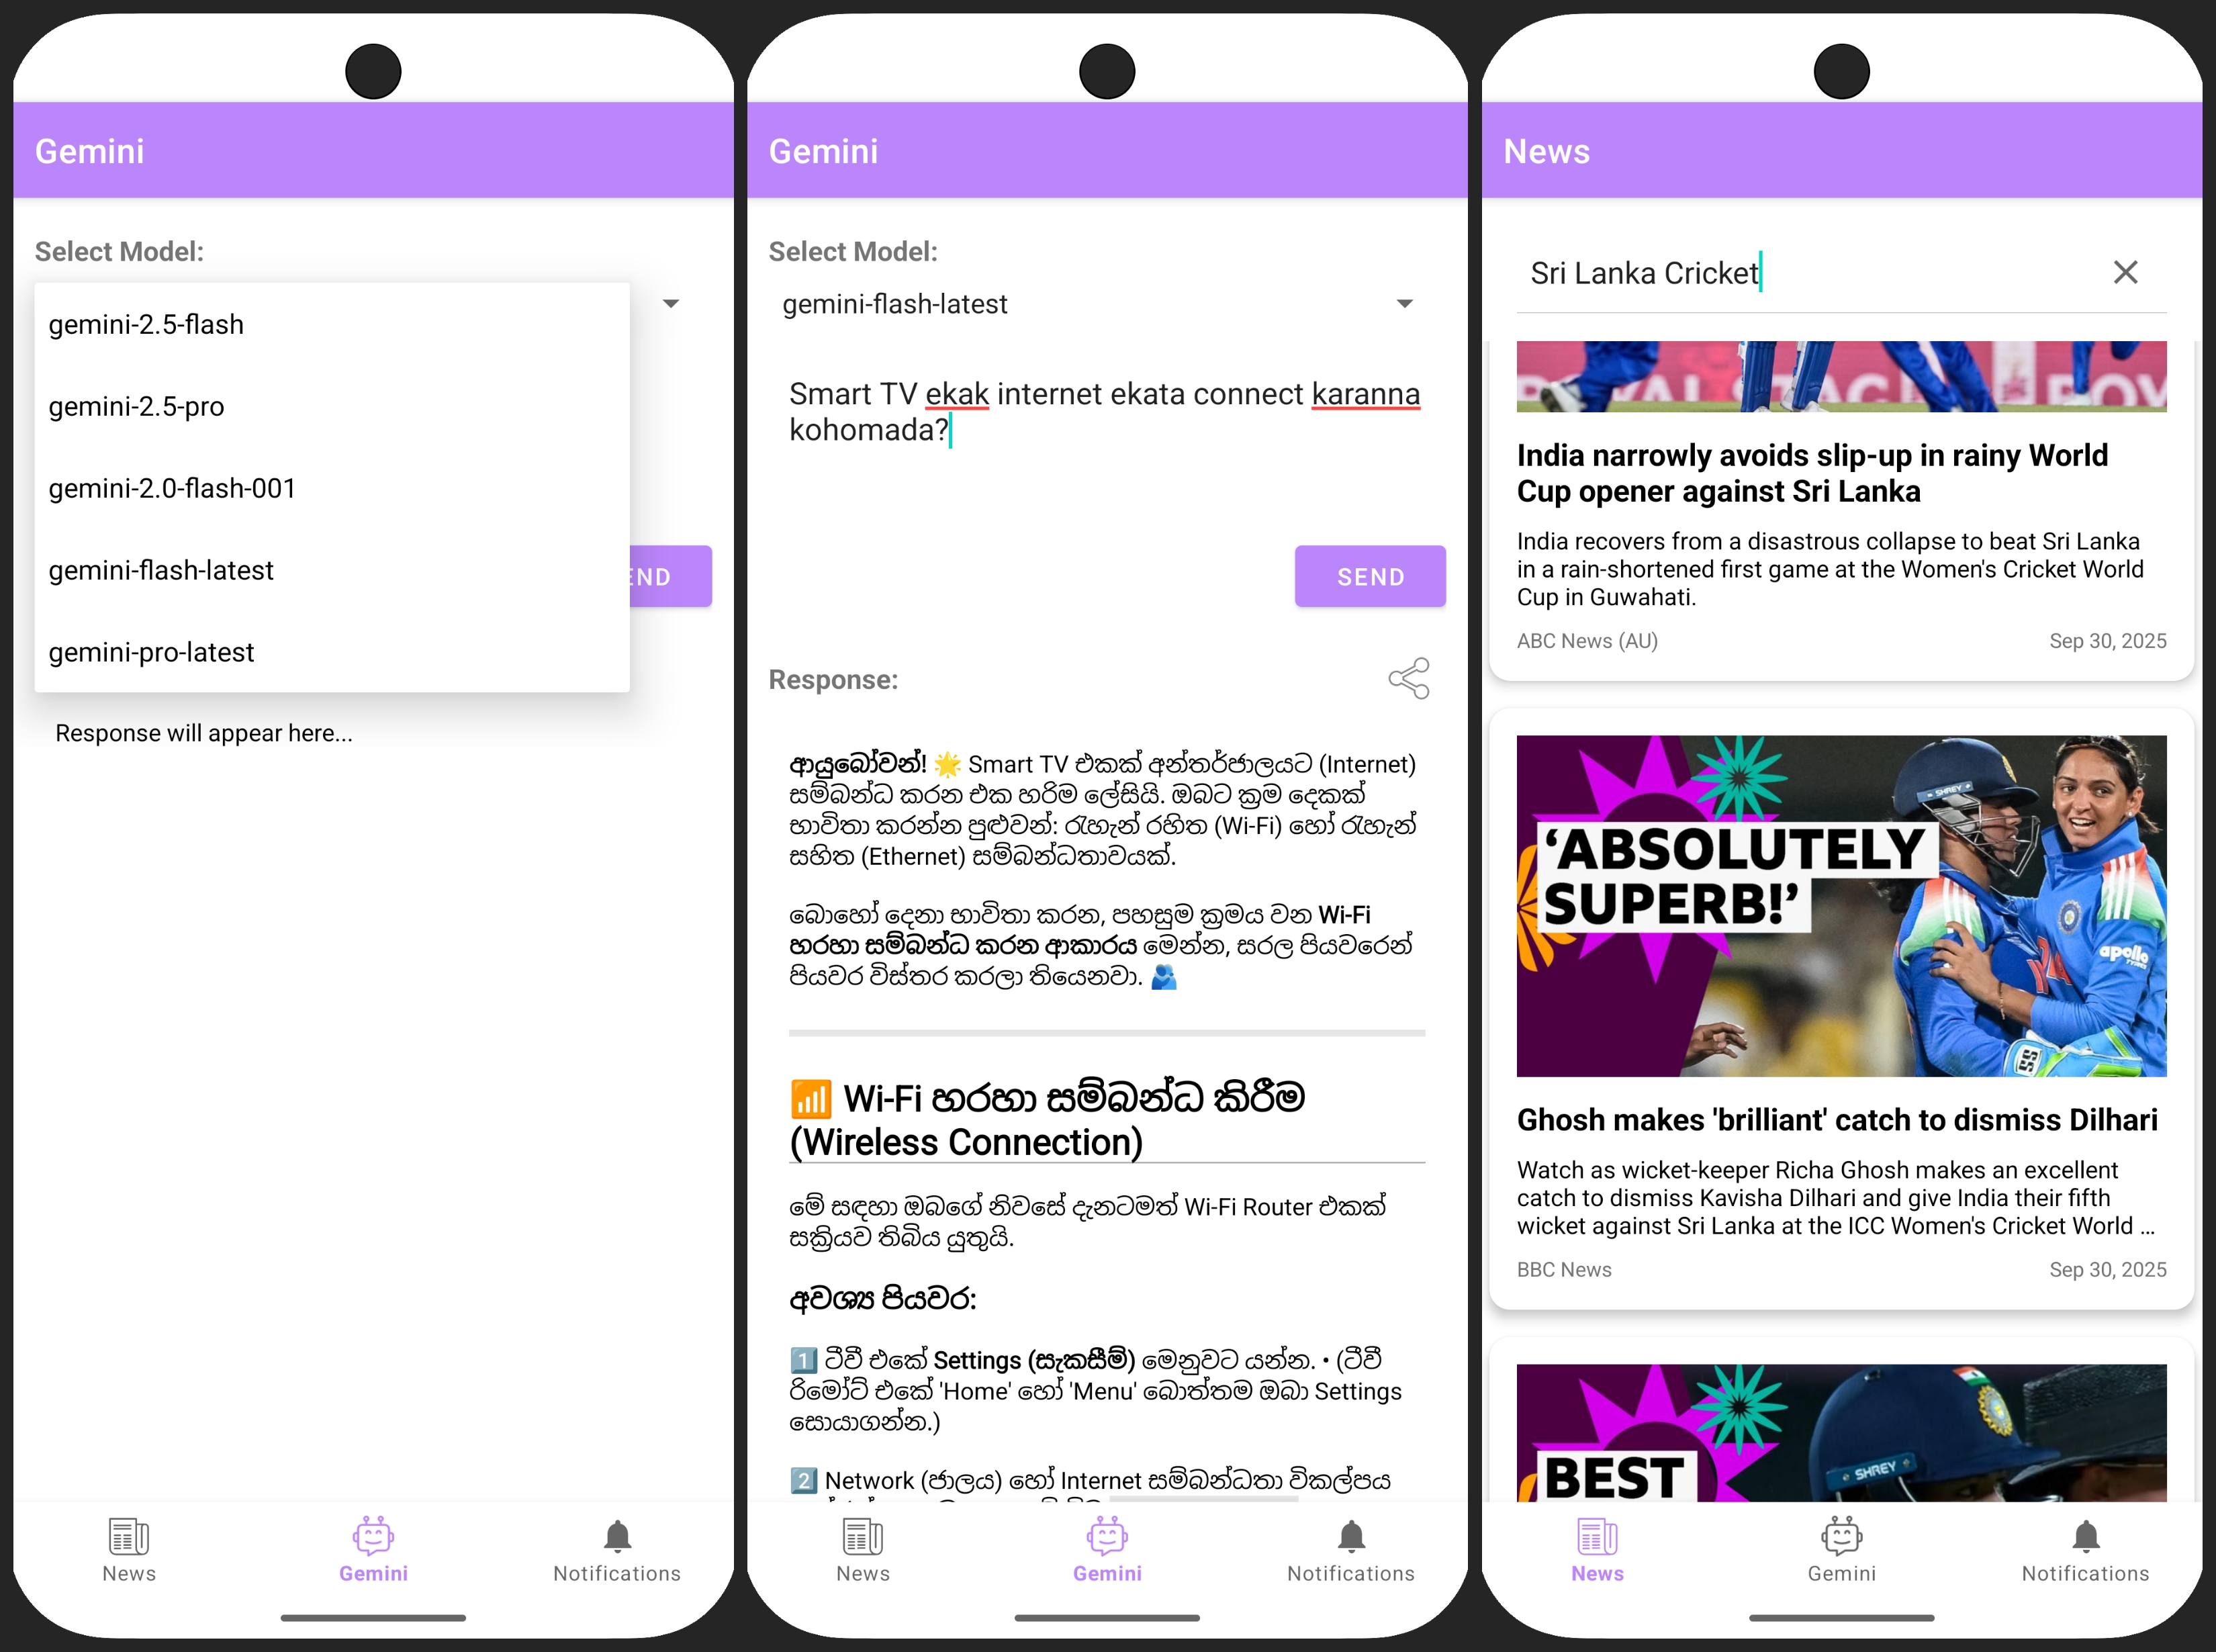 Gemini
Select Model:
gemini-2.5-flash
gemini-2.5-pro
gemini-2.0-flash-001
gemini-flash-latest
gemini-pro-latest
END
Response will appear here...
News
Gemini
Notifications
Gemini
Select Model:
gemini-flash-latest
Smart TV ekak internet ekata connect karanna
kohomada?
SEND
Response:
ආයුබෝවන්! 🌟 Smart TV එකක් අන්තර්ජාලයට (Internet)
සම්බන්ධ කරන එක හරිම ලේසියි. ඔබට ක්‍රම දෙකක්
භාවිතා කරන්න පුළුවන්: රැහැන් රහිත (Wi-Fi) හෝ රැහැන්
සහිත (Ethernet) සම්බන්ධතාවයක්.
බොහෝ දෙනා භාවිතා කරන, පහසුම ක්‍රමය වන Wi-Fi
හරහා සම්බන්ධ කරන ආකාරය මෙන්න, සරල පියවරෙන්
පියවර විස්තර කරලා තියෙනවා. 🫂
📶 Wi-Fi හරහා සම්බන්ධ කිරීම
(Wireless Connection)
මේ සඳහා ඔබගේ නිවසේ දැනටමත් Wi-Fi Router එකක්
සක්‍රියව තිබිය යුතුයි.
අවශ්‍ය පියවර:
1️⃣ ටීවී එකේ Settings (සැකසීම්) මෙනුවට යන්න. • (ටීවී
රිමෝට් එකේ 'Home' හෝ 'Menu' බොත්තම ඔබා Settings
සොයාගන්න.)
2️⃣ Network (ජාලය) හෝ Internet සම්බන්ධතා විකල්පය
News
Gemini
Notifications
News
Sri Lanka Cricket
India narrowly avoids slip-up in rainy World
Cup opener against Sri Lanka
India recovers from a disastrous collapse to beat Sri Lanka
in a rain-shortened first game at the Women's Cricket World
Cup in Guwahati.
ABC News (AU)
Sep 30, 2025
‘ABSOLUTELY
SUPERB!’
SHREY
apollo
TYRES
SS
Ghosh makes 'brilliant' catch to dismiss Dilhari
Watch as wicket-keeper Richa Ghosh makes an excellent
catch to dismiss Kavisha Dilhari and give India their fifth
wicket against Sri Lanka at the ICC Women's Cricket World ...
BBC News
Sep 30, 2025
BEST
SHREY
News
Gemini
Notifications